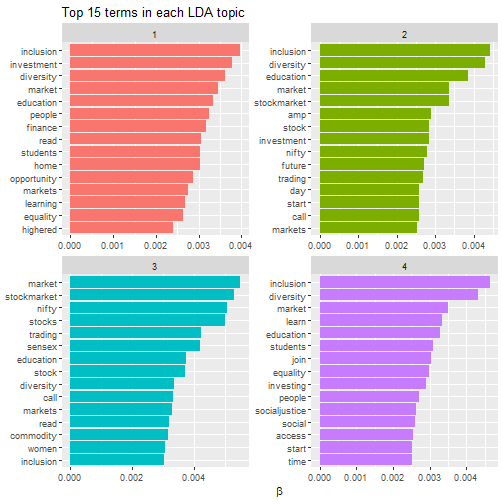 Top 15 terms in each LDA topic
1
inclusion
investment
diversity
market
education
people
finance
read
students
home
opportunity
markets
learning
equality
highered
0.000 0.001 0.002 0.003 0.004
2
inclusion
diversity
education
market
stockmarket
amp
stock
investment
nifty
future
trading
day
start
call
markets
0.000 0.001 0.002 0.003 0.004
3
market
stockmarket
nifty
stocks
trading
sensex
education
stock
diversity
call
markets
read
commodity
women
inclusion
0.000 0.002 0.004
4
inclusion
diversity
market
learn
education
students
join
equality
investing
people
socialjustice
social
access
start
time
0.000 0.001 0.002 0.003 0.004
β